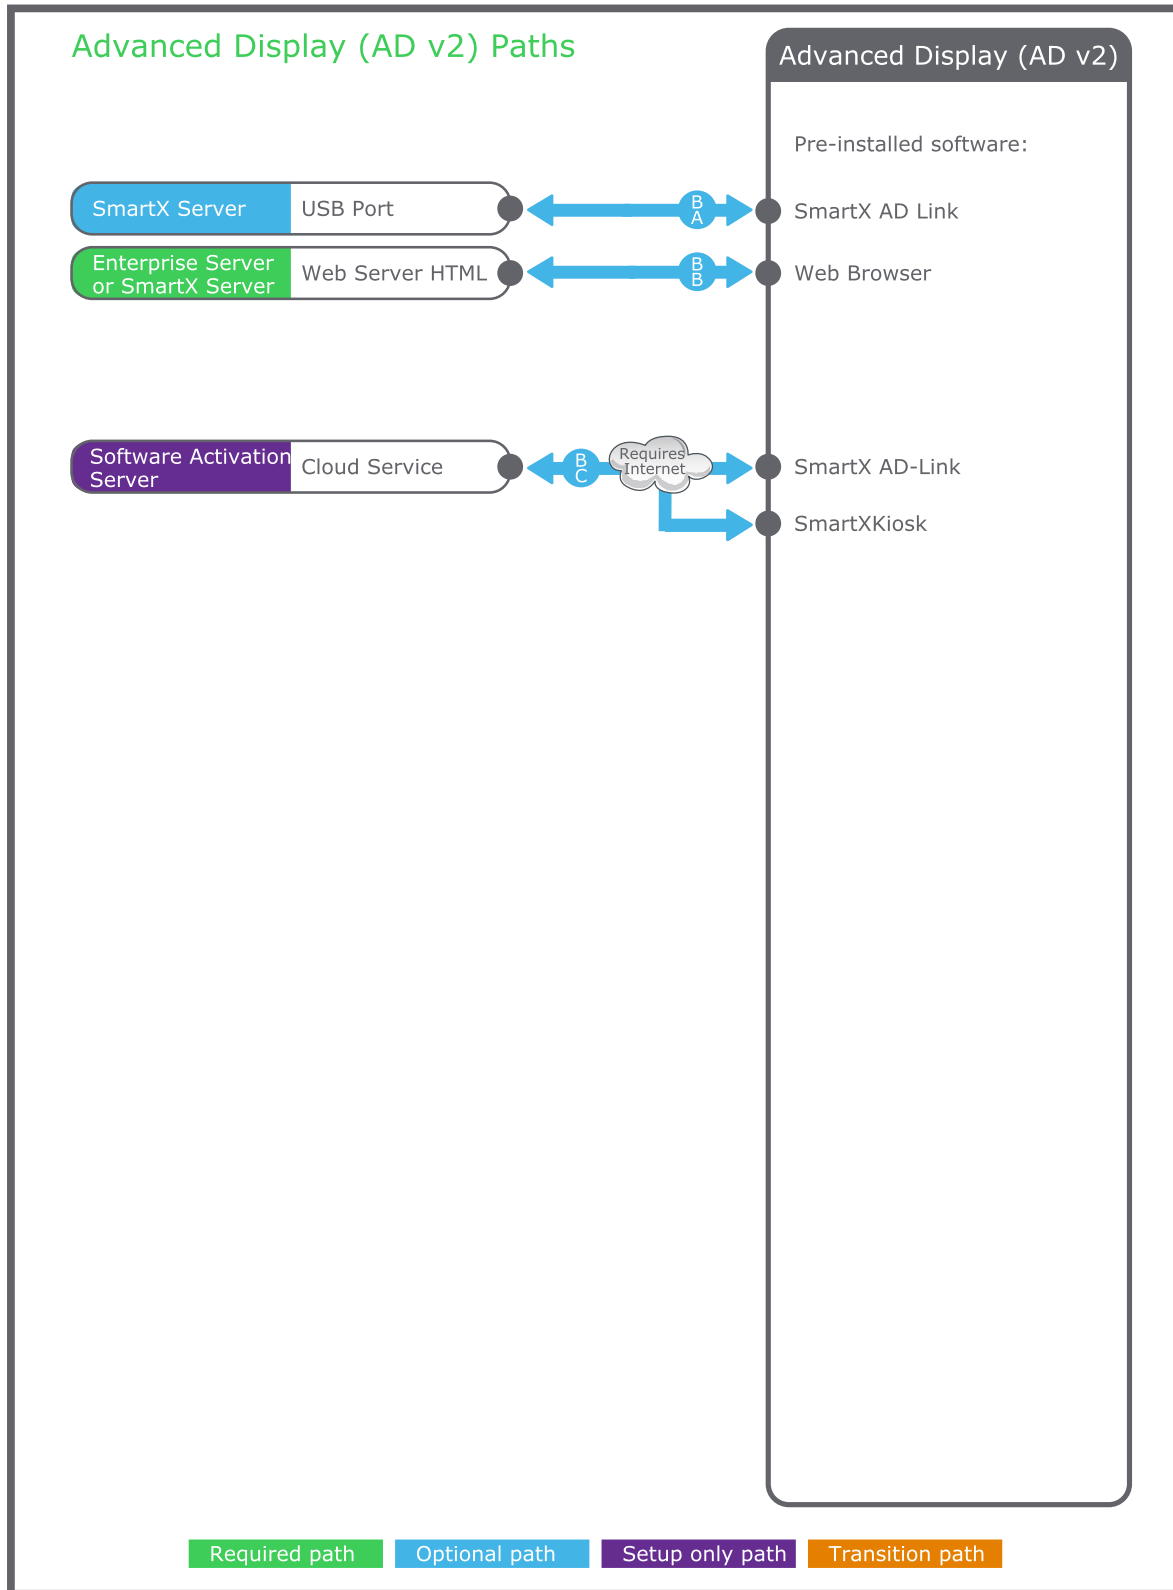 Advanced Display (AD v2) Paths
Advanced Display (AD v2)
Pre-installed software:
SmartX Server
USB Port
B
A
SmartX AD Link
Enterprise Server
or SmartX Server
Web Server HTML
B
B
Web Browser
Software Activation
Server
Cloud Service
B
C
Requires
Internet
SmartX AD-Link
SmartXKiosk
Required path
Optional path
Setup only path
Transition path